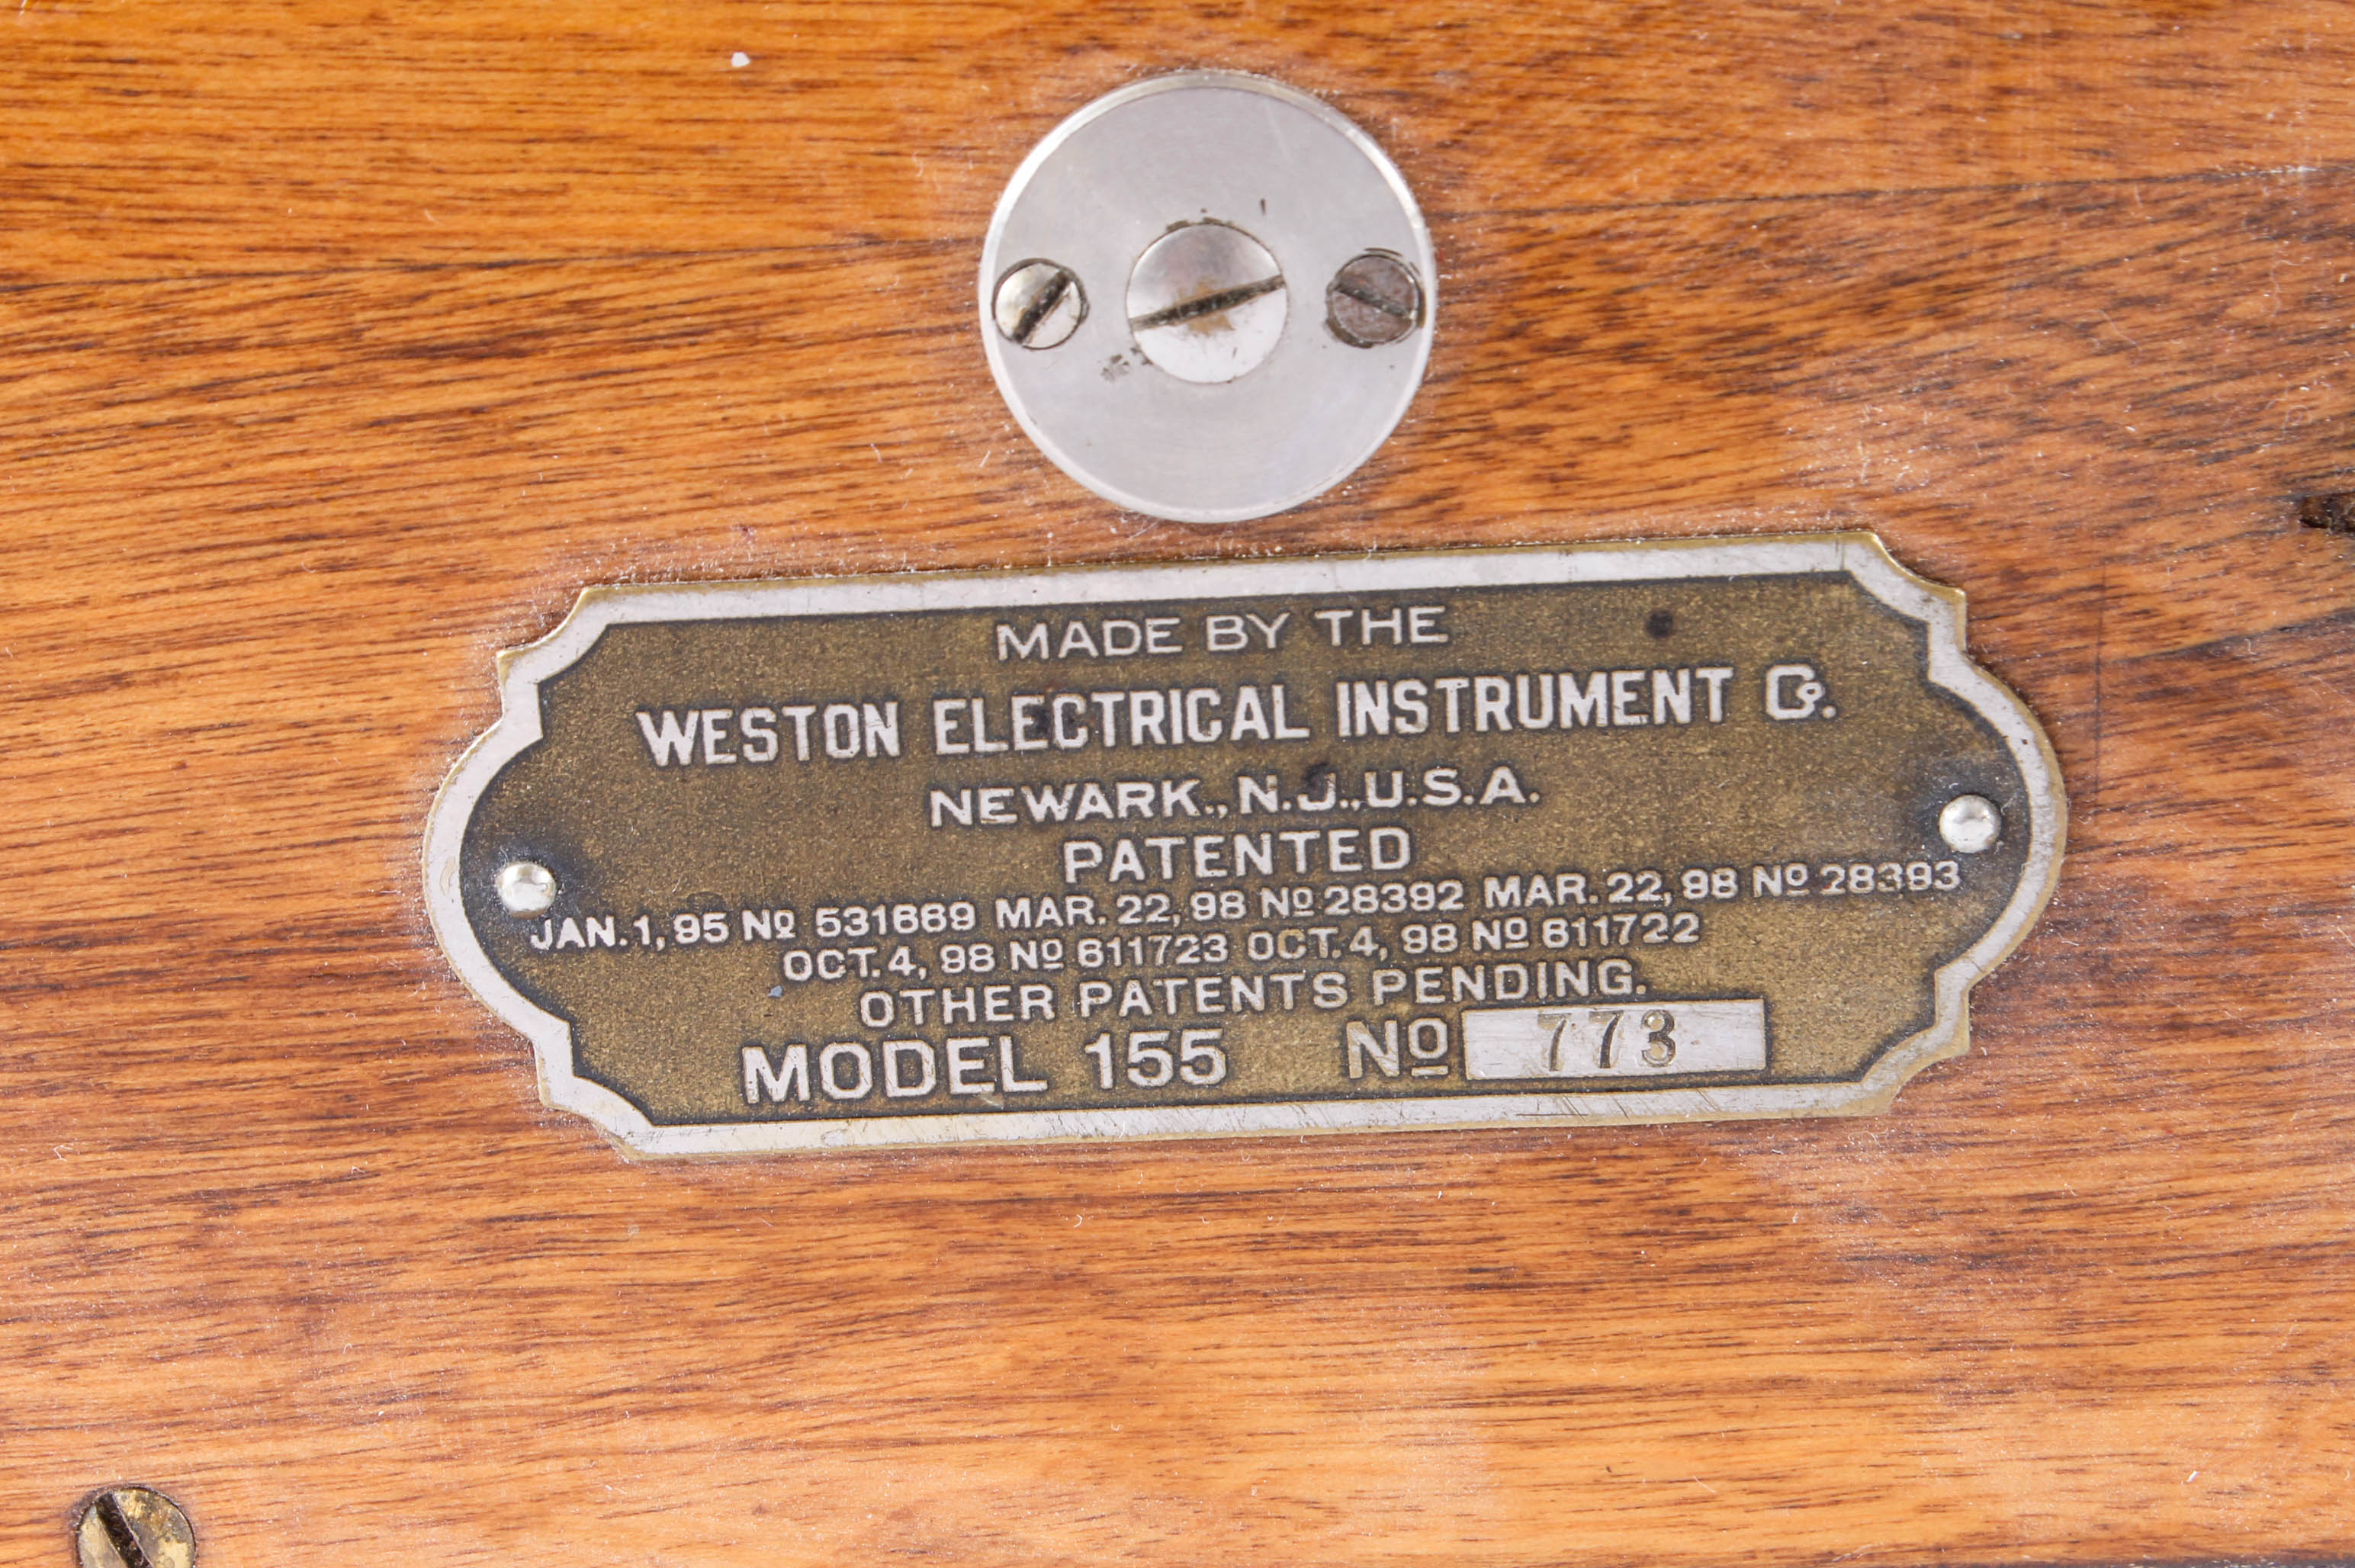 MADE BY THE
WESTON ELECTRICAL INSTRUMENT Co.
NEWARK., N.J., U.S.A.
PATENTED
JAN. 1, 95 No 531669 MAR. 22, 98 No 28392 MAR. 22, 98 No 28393
OCT. 4, 98 No 611723 OCT. 4, 98 No 611722
OTHER PATENTS PENDING.
MODEL 155 No 773